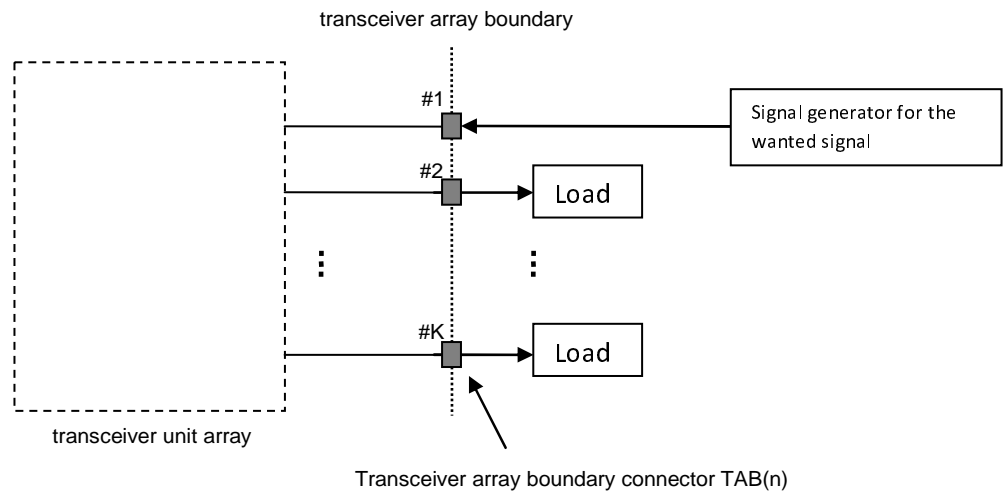 transceiver array boundary
#1
Signal generator for the
wanted signal
#2
Load
#K
Load
transceiver unit array
Transceiver array boundary connector TAB(n)